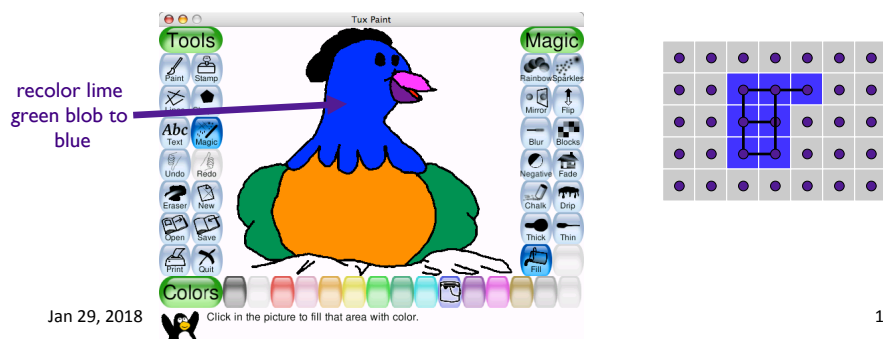 Tux Paint
Tools
Magic
Paint Stamp
Rainbow Sparkles
recolor lime
green blob to
blue
Mirror Flip
Abc
Text Magic
Blur Blocks
Undo Redo
Negative Fade
Eraser New
Chalk Drip
Open Save
Thick Thin
Print Quit
Fill
Colors
Jan 29, 2018
Click in the picture to fill that area with color.
1